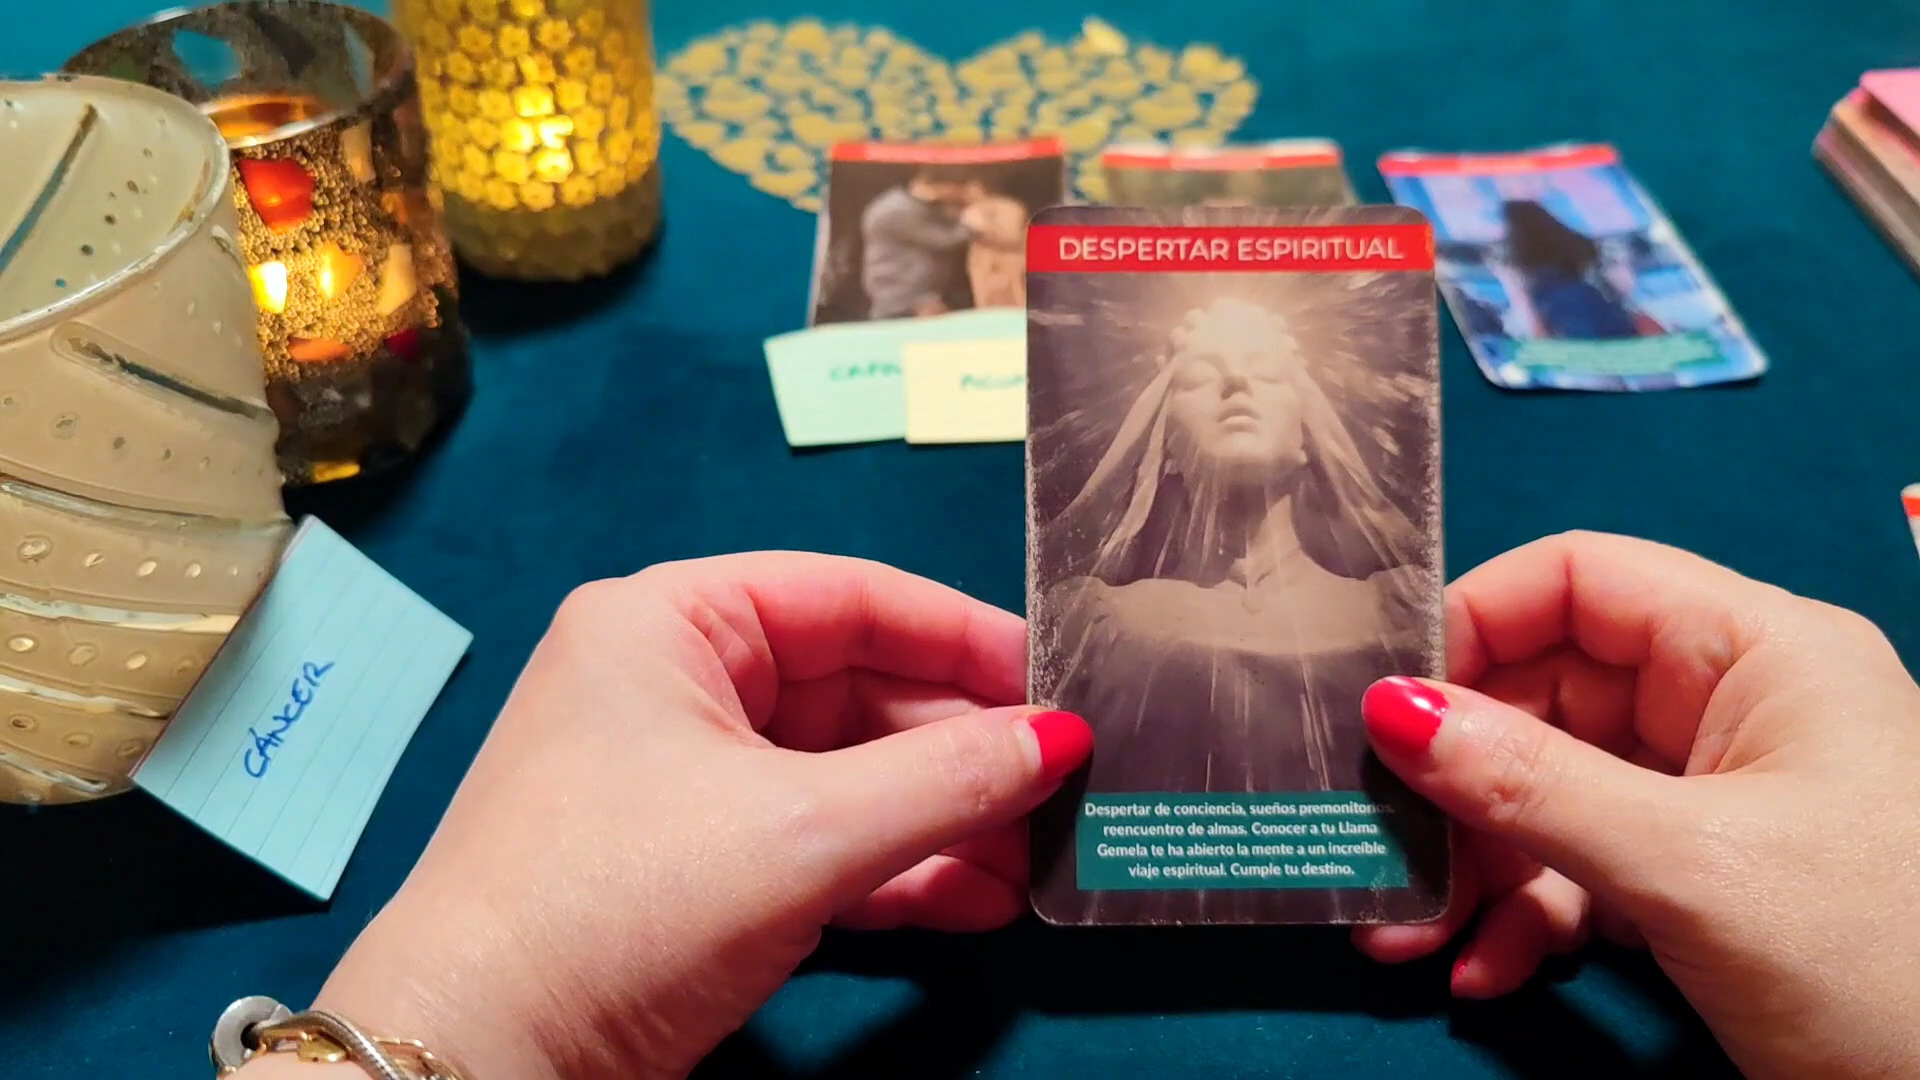 DESPERTAR ESPIRITUAL
Despertar de conciencia, sueños premonitorios,
reencuentro de almas. Conocer a tu Llama
Gemela te ha abierto la mente a un increíble
viaje espiritual. Cumple tu destino.
CÁNCER